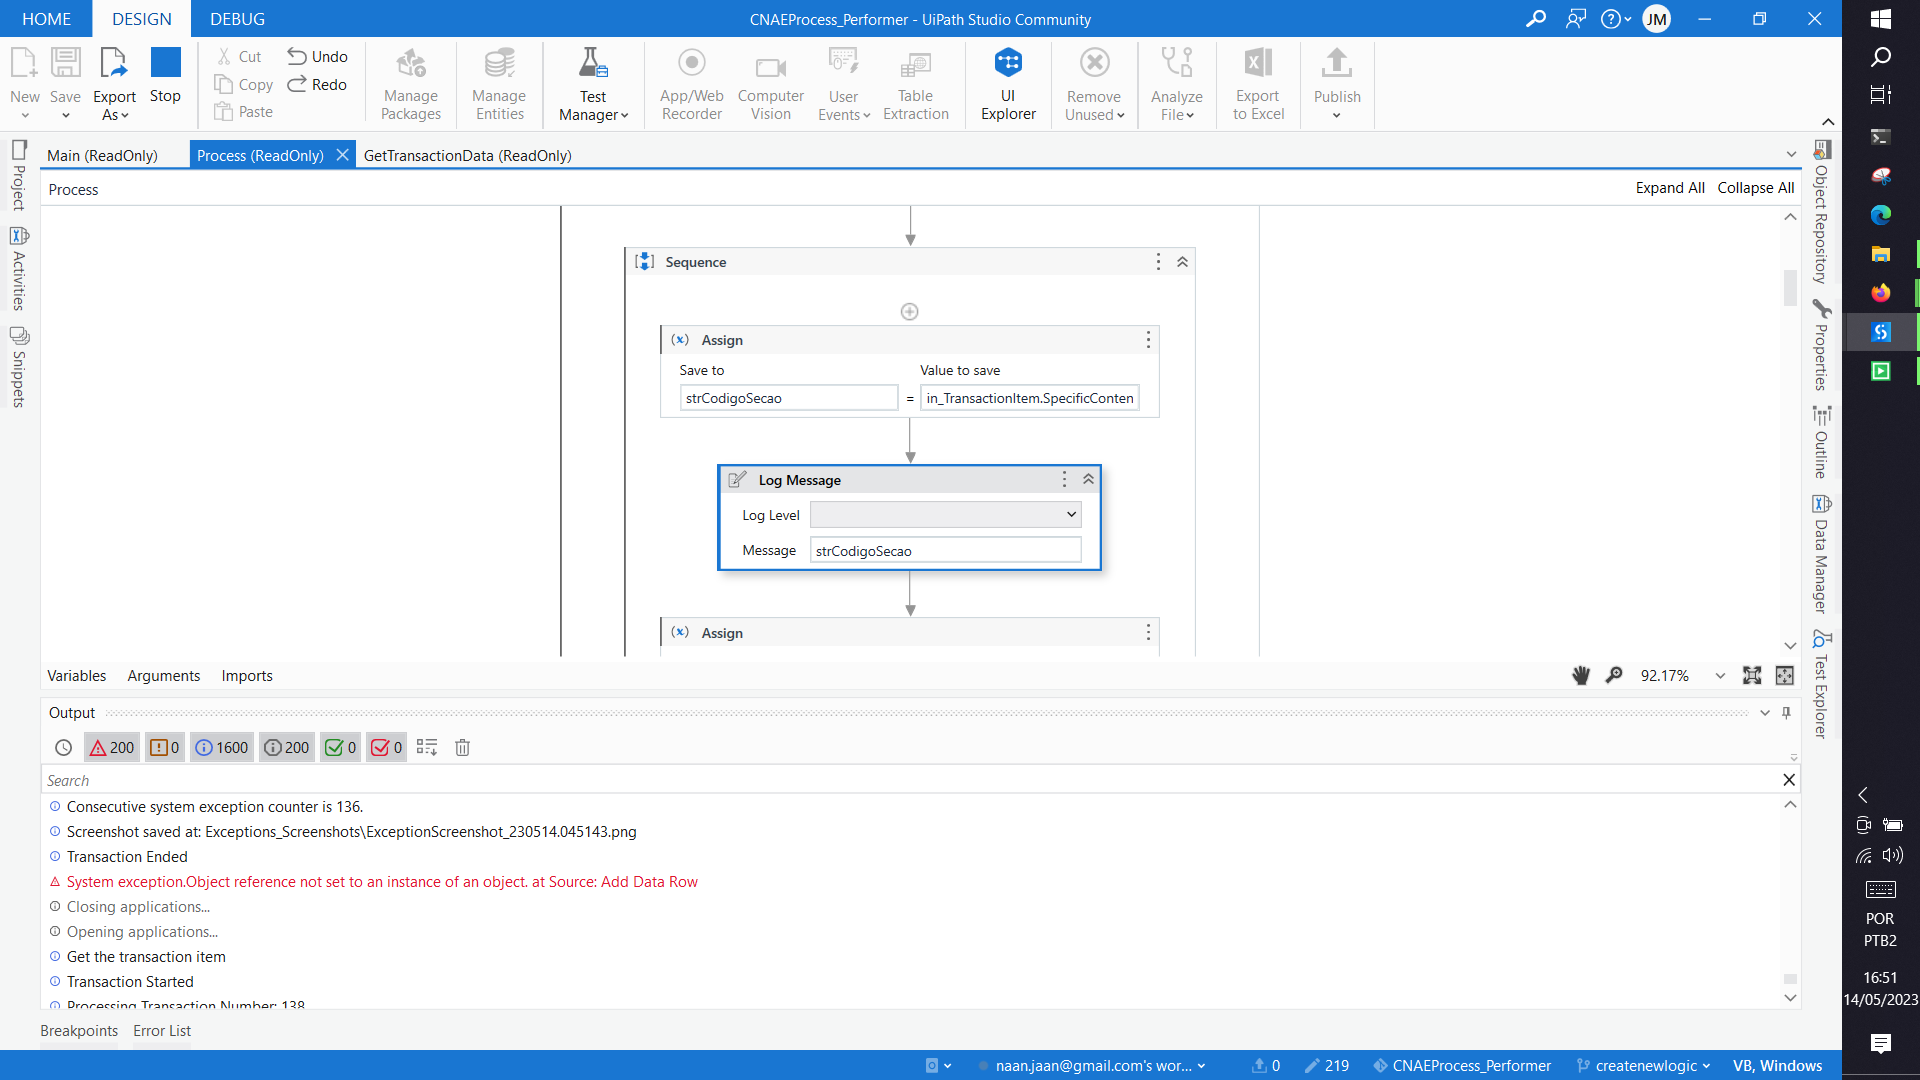 HOME DESIGN DEBUG
CNAEProcess_Performer - UiPath Studio Community
JM
New
Save
Export As
Stop
Cut
Copy
Paste
Undo
Redo
Manage Packages
Manage Entities
Test Manager
App/Web Recorder
Computer Vision
User Events
Table Extraction
UI Explorer
Remove Unused
Analyze File
Export to Excel
Publish
Project
Activities
Snippets
Main (ReadOnly)
Process (ReadOnly)
GetTransactionData (ReadOnly)
Process
Expand All Collapse All
Sequence
Assign
Save to
Value to save
strCodigoSecao = in_TransactionItem.SpecificConten
Log Message
Log Level
Message strCodigoSecao
Assign
Variables Arguments Imports
92.17%
Object Repository
Properties
Outline
Data Manager
Test Explorer
Output
200 0 1600 200 0 0
Search
Consecutive system exception counter is 136.
Screenshot saved at: Exceptions_Screenshots\ExceptionScreenshot_230514.045143.png
Transaction Ended
System exception.Object reference not set to an instance of an object. at Source: Add Data Row
Closing applications...
Opening applications...
Get the transaction item
Transaction Started
Processing Transaction Number: 138
Breakpoints Error List
naan.jaan@gmail.com's wor...
0
219
CNAEProcess_Performer
createnewlogic
VB, Windows
POR
PTB2
16:51
14/05/2023